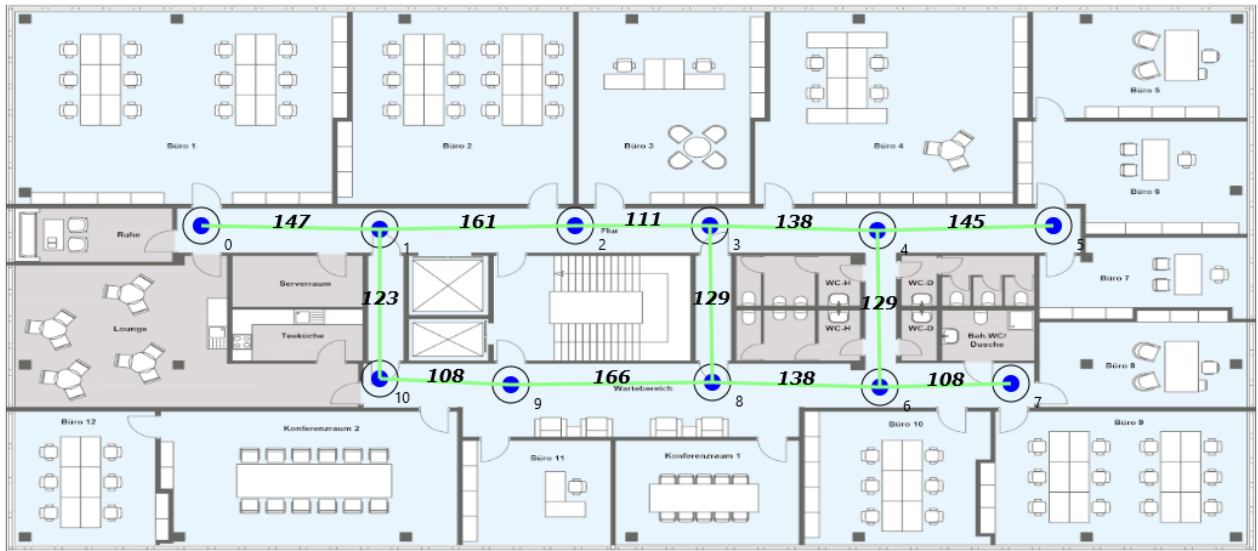 Büro 5
Büro 1
Büro 2
Büro 3
Büro 4
Büro 6
147
161
111
138
145
Ruhe
Flur
0
1
2
3
4
5
Büro 7
Serverraum
WC-H
WC-D
123
129
129
Lounge
Teeküche
WC-H
WC-D
Beh.WC/
Dusche
Büro 8
108
166
138
108
Wartebereich
10
9
8
6
7
Büro 12
Konferenzraum 2
Büro 10
Büro 9
Büro 11
Konferenzraum 1